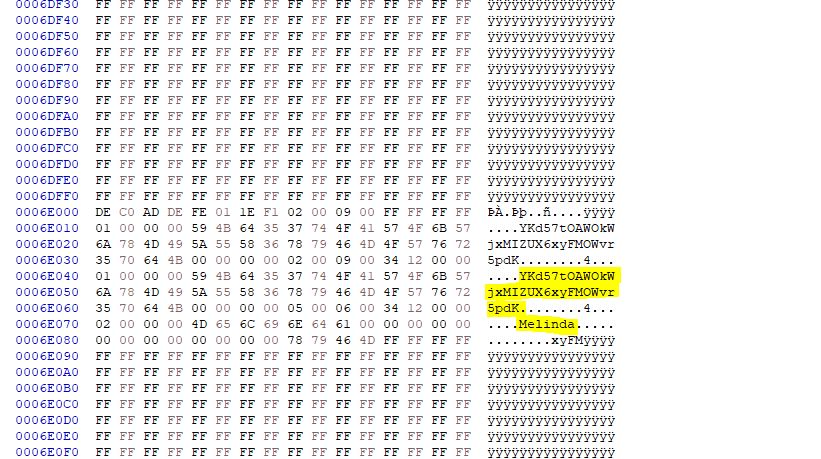 0006DF30 FF FF FF FF FF FF FF FF FF FF FF FF FF FF FF FF ÿÿÿÿÿÿÿÿÿÿÿÿÿÿÿÿ
0006DF40 FF FF FF FF FF FF FF FF FF FF FF FF FF FF FF FF ÿÿÿÿÿÿÿÿÿÿÿÿÿÿÿÿ
0006DF50 FF FF FF FF FF FF FF FF FF FF FF FF FF FF FF FF ÿÿÿÿÿÿÿÿÿÿÿÿÿÿÿÿ
0006DF60 FF FF FF FF FF FF FF FF FF FF FF FF FF FF FF FF ÿÿÿÿÿÿÿÿÿÿÿÿÿÿÿÿ
0006DF70 FF FF FF FF FF FF FF FF FF FF FF FF FF FF FF FF ÿÿÿÿÿÿÿÿÿÿÿÿÿÿÿÿ
0006DF80 FF FF FF FF FF FF FF FF FF FF FF FF FF FF FF FF ÿÿÿÿÿÿÿÿÿÿÿÿÿÿÿÿ
0006DF90 FF FF FF FF FF FF FF FF FF FF FF FF FF FF FF FF ÿÿÿÿÿÿÿÿÿÿÿÿÿÿÿÿ
0006DFA0 FF FF FF FF FF FF FF FF FF FF FF FF FF FF FF FF ÿÿÿÿÿÿÿÿÿÿÿÿÿÿÿÿ
0006DFB0 FF FF FF FF FF FF FF FF FF FF FF FF FF FF FF FF ÿÿÿÿÿÿÿÿÿÿÿÿÿÿÿÿ
0006DFC0 FF FF FF FF FF FF FF FF FF FF FF FF FF FF FF FF ÿÿÿÿÿÿÿÿÿÿÿÿÿÿÿÿ
0006DFD0 FF FF FF FF FF FF FF FF FF FF FF FF FF FF FF FF ÿÿÿÿÿÿÿÿÿÿÿÿÿÿÿÿ
0006DFE0 FF FF FF FF FF FF FF FF FF FF FF FF FF FF FF FF ÿÿÿÿÿÿÿÿÿÿÿÿÿÿÿÿ
0006DFF0 FF FF FF FF FF FF FF FF FF FF FF FF FF FF FF FF ÿÿÿÿÿÿÿÿÿÿÿÿÿÿÿÿ
0006E000 DE C0 AD DE FE 01 1E F1 02 00 09 00 FF FF FF FF ÞÀ.Þþ..ñ....ÿÿÿÿ
0006E010 01 00 00 00 59 4B 64 35 37 74 4F 41 57 4F 6B 57 ....YKd57tOAWOkW
0006E020 6A 78 4D 49 5A 55 58 36 78 79 46 4D 4F 57 76 72 jxMIZUX6xyFMOWvr
0006E030 35 70 64 4B 00 00 00 00 02 00 09 00 34 12 00 00 5pdK........4...
0006E040 01 00 00 00 59 4B 64 35 37 74 4F 41 57 4F 6B 57 ....YKd57tOAWOkW
0006E050 6A 78 4D 49 5A 55 58 36 78 79 46 4D 4F 57 76 72 jxMIZUX6xyFMOWvr
0006E060 35 70 64 4B 00 00 00 00 05 00 06 00 34 12 00 00 5pdK........4...
0006E070 02 00 00 00 4D 65 6C 69 6E 64 61 00 00 00 00 00 ....Melinda.....
0006E080 00 00 00 00 00 00 00 00 78 79 46 4D FF FF FF FF ........xyFMÿÿÿÿ
0006E090 FF FF FF FF FF FF FF FF FF FF FF FF FF FF FF FF ÿÿÿÿÿÿÿÿÿÿÿÿÿÿÿÿ
0006E0A0 FF FF FF FF FF FF FF FF FF FF FF FF FF FF FF FF ÿÿÿÿÿÿÿÿÿÿÿÿÿÿÿÿ
0006E0B0 FF FF FF FF FF FF FF FF FF FF FF FF FF FF FF FF ÿÿÿÿÿÿÿÿÿÿÿÿÿÿÿÿ
0006E0C0 FF FF FF FF FF FF FF FF FF FF FF FF FF FF FF FF ÿÿÿÿÿÿÿÿÿÿÿÿÿÿÿÿ
0006E0D0 FF FF FF FF FF FF FF FF FF FF FF FF FF FF FF FF ÿÿÿÿÿÿÿÿÿÿÿÿÿÿÿÿ
0006E0E0 FF FF FF FF FF FF FF FF FF FF FF FF FF FF FF FF ÿÿÿÿÿÿÿÿÿÿÿÿÿÿÿÿ
0006E0F0 FF FF FF FF FF FF FF FF FF FF FF FF FF FF FF FF ÿÿÿÿÿÿÿÿÿÿÿÿÿÿÿÿ